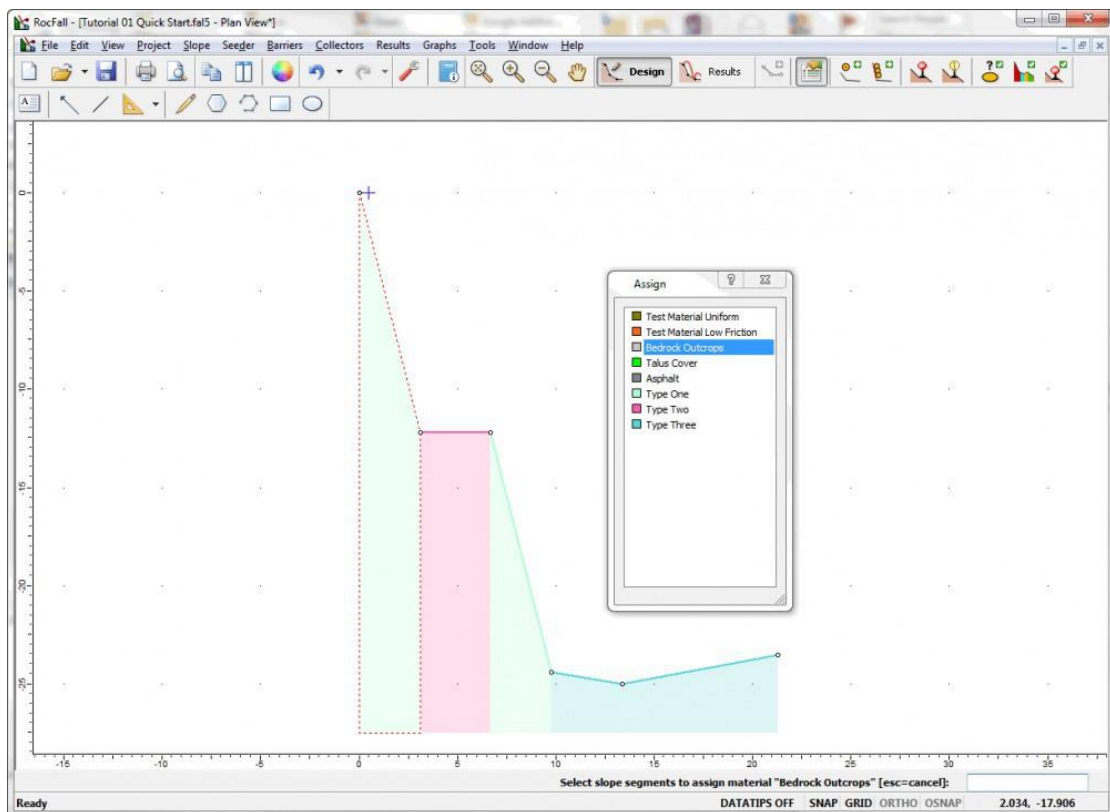 RocFall - [Tutorial 01 Quick Start.fal5 - Plan View*]
File Edit View Project Slope Seeder Barriers Collectors Results Graphs Tools Window Help
Design Results
A
0
-5
-10
-15
-20
-25
Assign
Test Material Uniform
Test Material Low Friction
Bedrock Outcrops
Talus Cover
Asphalt
Type One
Type Two
Type Three
-15 -10 -5 0 5 10 15 20 25 30 35
Select slope segments to assign material "Bedrock Outcrops" [esc=cancel]:
Ready DATATIPS OFF SNAP GRID ORTHO OSNAP 2.034, -17.906